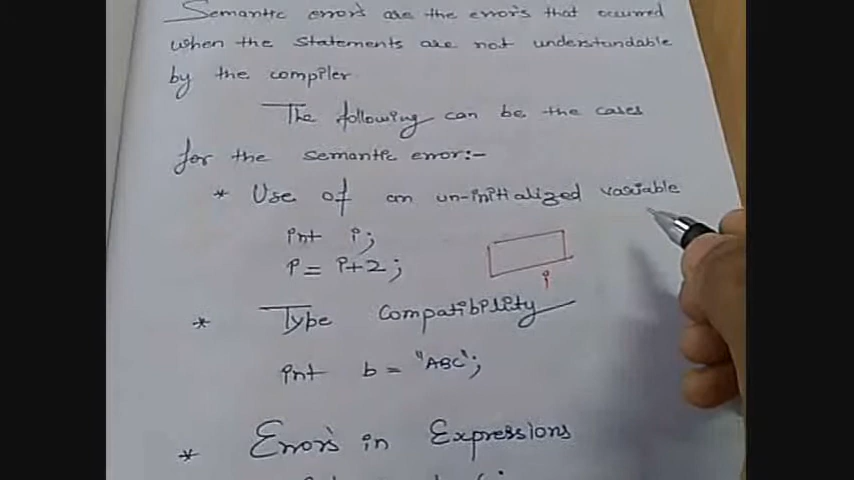 Semantic errors are the errors that occurred
when the statements are not understandable
by the compiler
The following can be the cases
for the semantic error:-
* Use of an un-initialized variable
int i;
i = i+2;
i
* Type Compatibility
int b = "ABC";
* Errors in Expressions